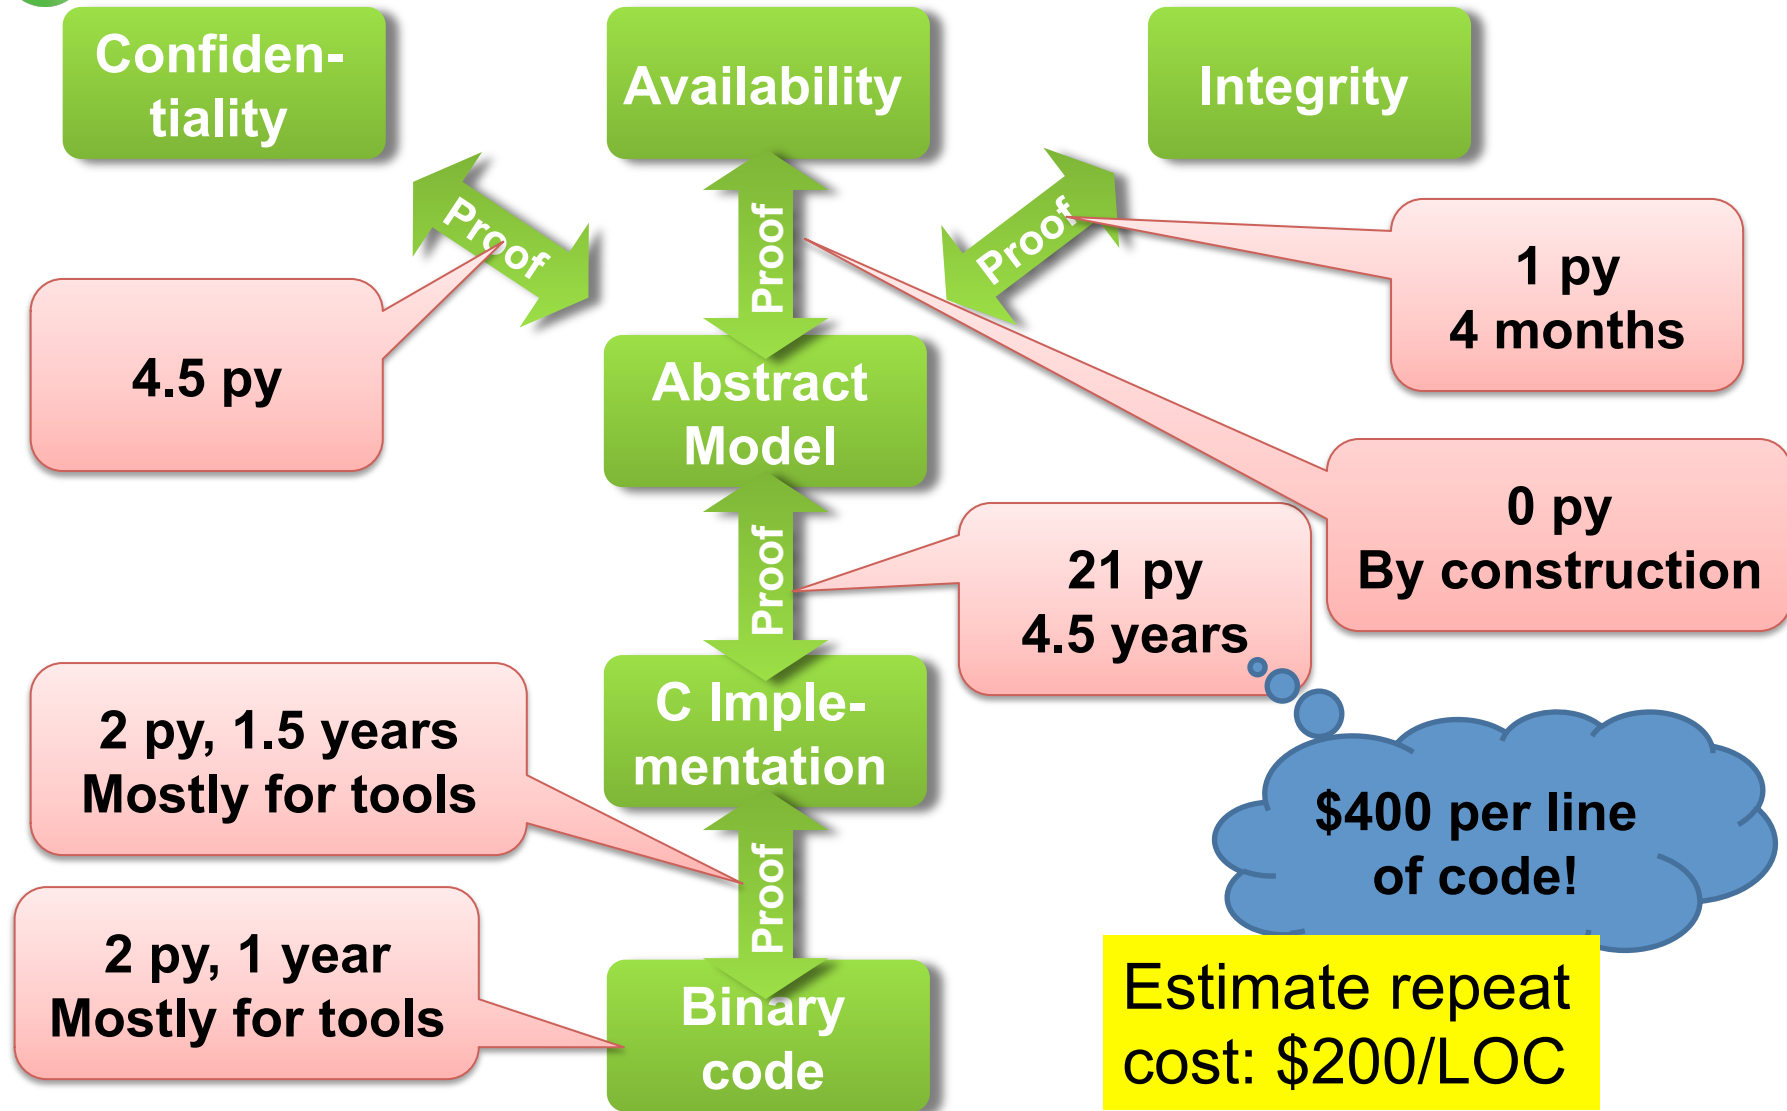 Confiden-
tiality
Availability
Integrity
Proof
Proof
Proof
1 py
4 months
4.5 py
Abstract
Model
0 py
By construction
Proof
21 py
4.5 years
C Imple-
mentation
2 py, 1.5 years
Mostly for tools
$400 per line
of code!
Proof
2 py, 1 year
Mostly for tools
Binary
code
Estimate repeat
cost: $200/LOC